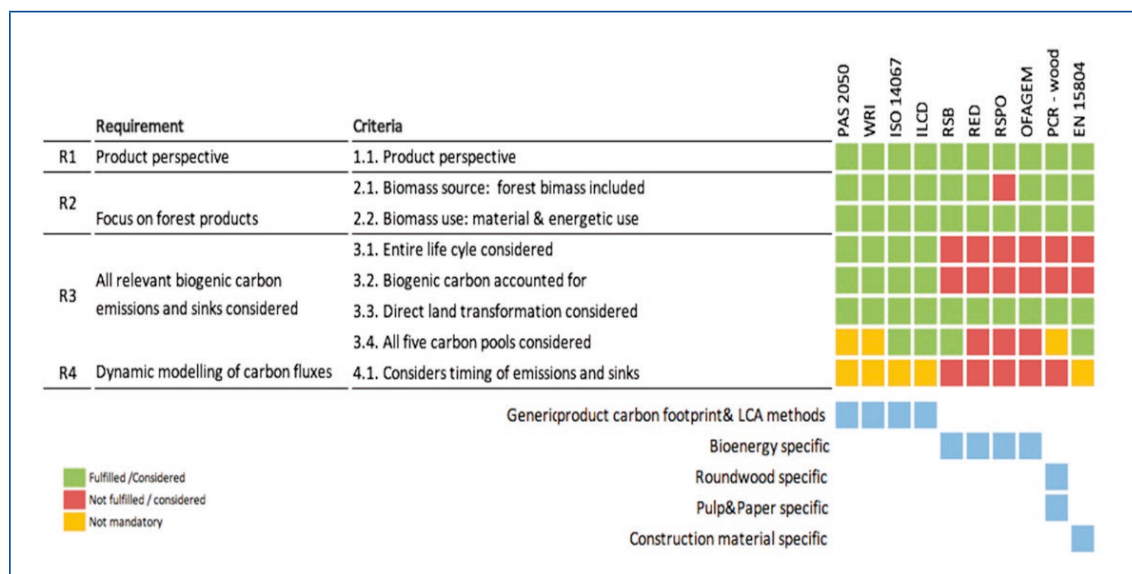 PAS 2050
WRI
ISO 14067
ILCD
RSB
RED
RSPO
OFAGEM
PCR - wood
EN 15804
Requirement Criteria
R1 Product perspective 1.1. Product perspective
R2 Focus on forest products
2.1. Biomass source: forest bimass included
2.2. Biomass use: material & energetic use
R3 All relevant biogenic carbon
emissions and sinks considered
3.1. Entire life cyle considered
3.2. Biogenic carbon accounted for
3.3. Direct land transformation considered
3.4. All five carbon pools considered
R4 Dynamic modelling of carbon fluxes 4.1. Considers timing of emissions and sinks
Genericproduct carbon footprint& LCA methods
Bioenergy specific
Roundwood specific
Pulp&Paper specific
Construction material specific
Fulfilled /Considered
Not fulfilled / considered
Not mandatory